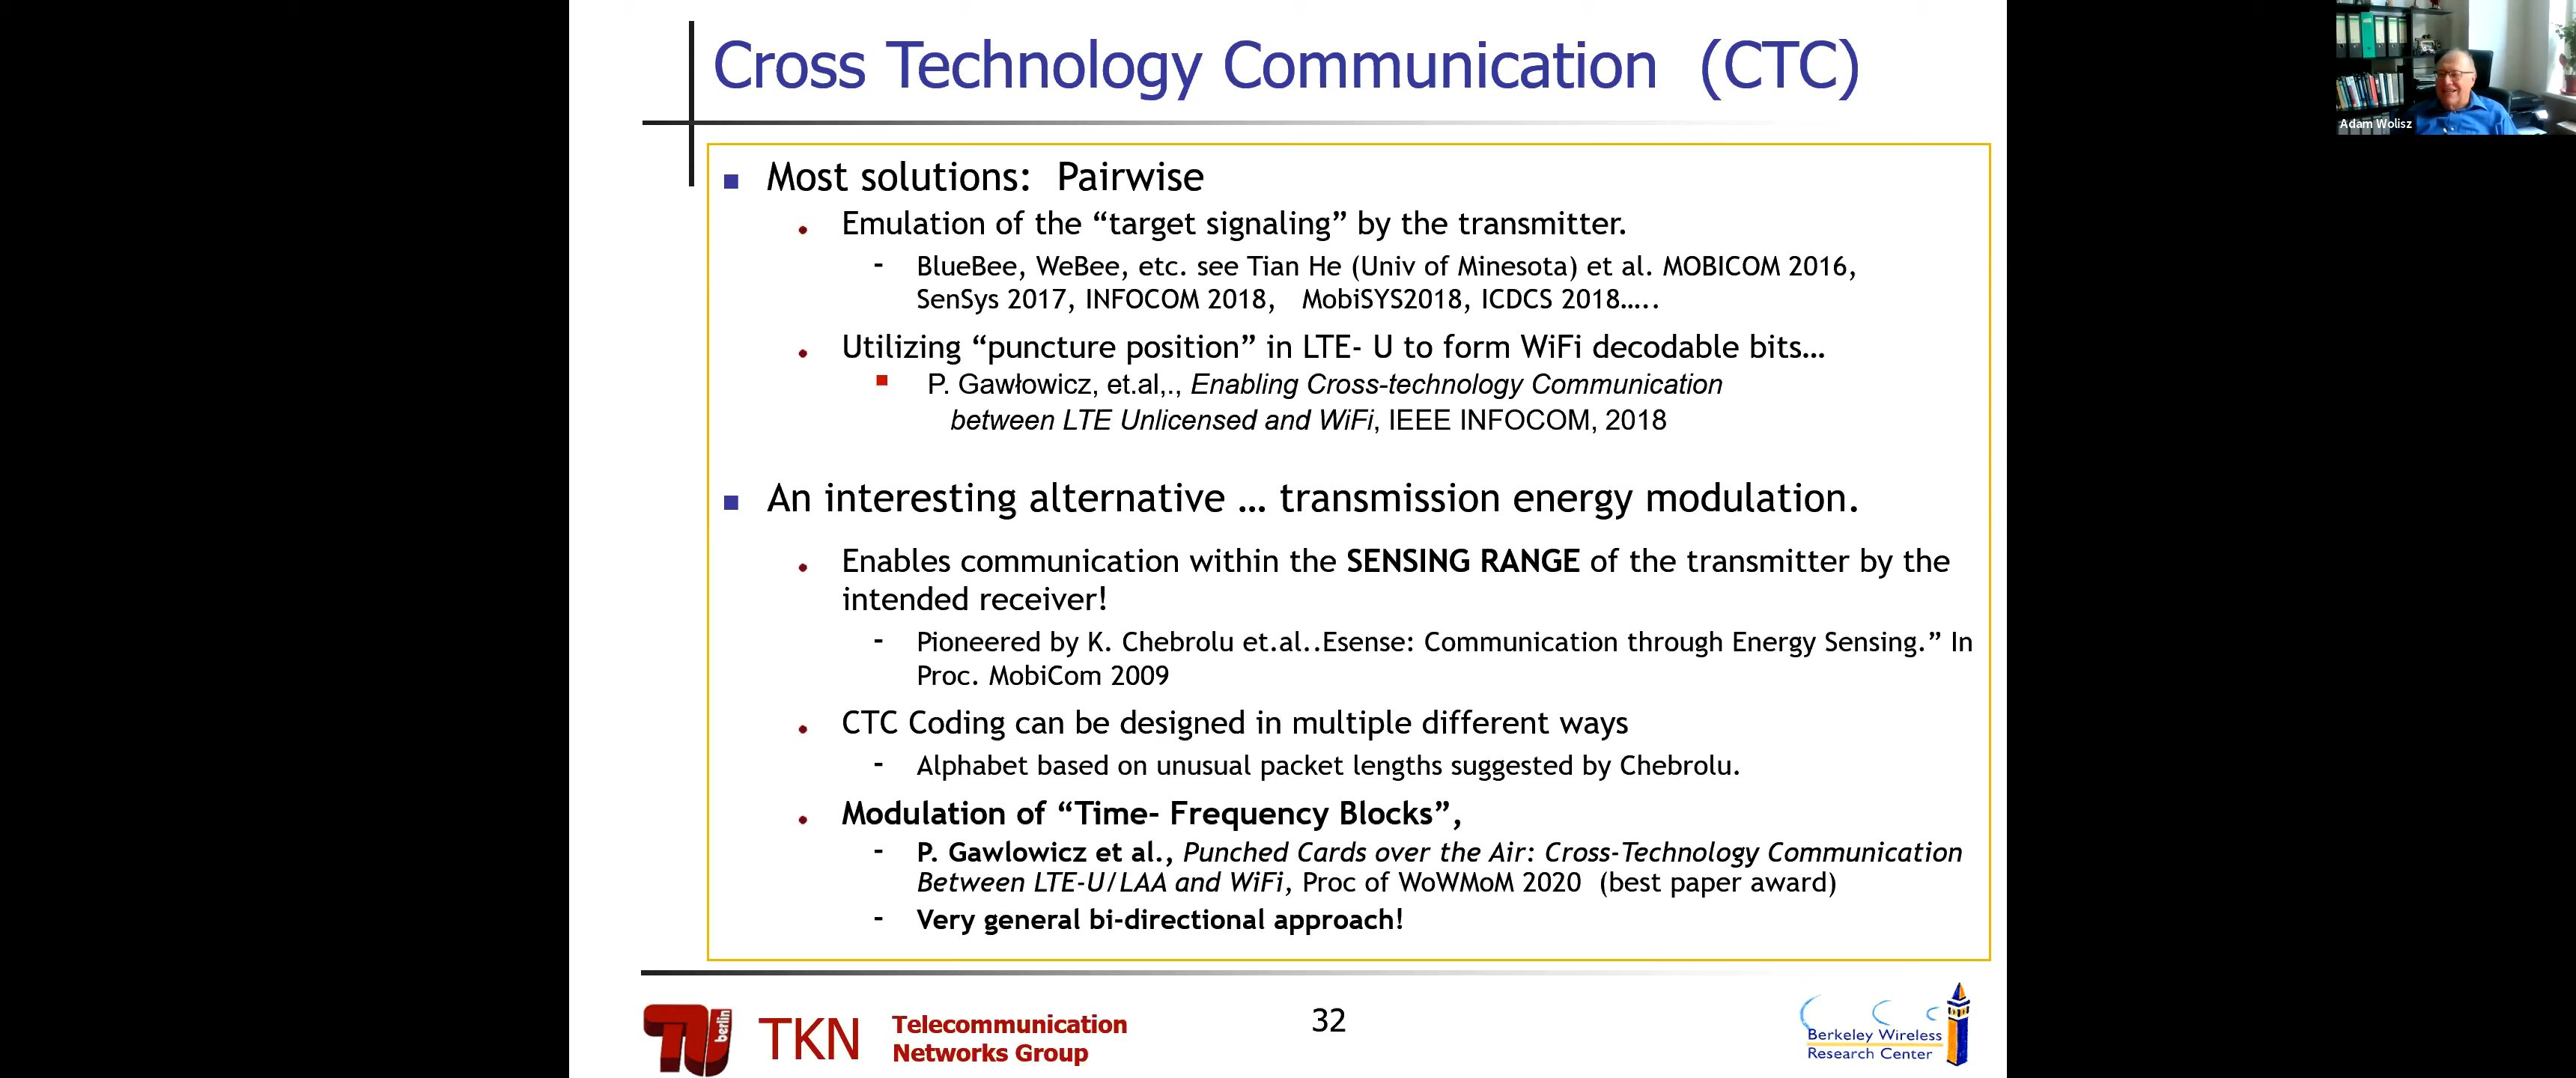 Cross Technology Communication (CTC)
Adam Wolisz
Most solutions: Pairwise
Emulation of the “target signaling” by the transmitter.
- BlueBee, WeBee, etc. see Tian He (Univ of Minesota) et al. MOBICOM 2016,
SenSys 2017, INFOCOM 2018, MobiSYS2018, ICDCS 2018…..
Utilizing “puncture position” in LTE- U to form WiFi decodable bits…
P. Gawłowicz, et.al,., Enabling Cross-technology Communication
between LTE Unlicensed and WiFi, IEEE INFOCOM, 2018
An interesting alternative … transmission energy modulation.
Enables communication within the SENSING RANGE of the transmitter by the
intended receiver!
- Pioneered by K. Chebrolu et.al..Esense: Communication through Energy Sensing.” In
Proc. MobiCom 2009
CTC Coding can be designed in multiple different ways
- Alphabet based on unusual packet lengths suggested by Chebrolu.
Modulation of “Time- Frequency Blocks”,
- P. Gawlowicz et al., Punched Cards over the Air: Cross-Technology Communication
Between LTE-U/LAA and WiFi, Proc of WoWMoM 2020 (best paper award)
- Very general bi-directional approach!
TU berlin
TKN
Telecommunication
Networks Group
32
Berkeley Wireless
Research Center